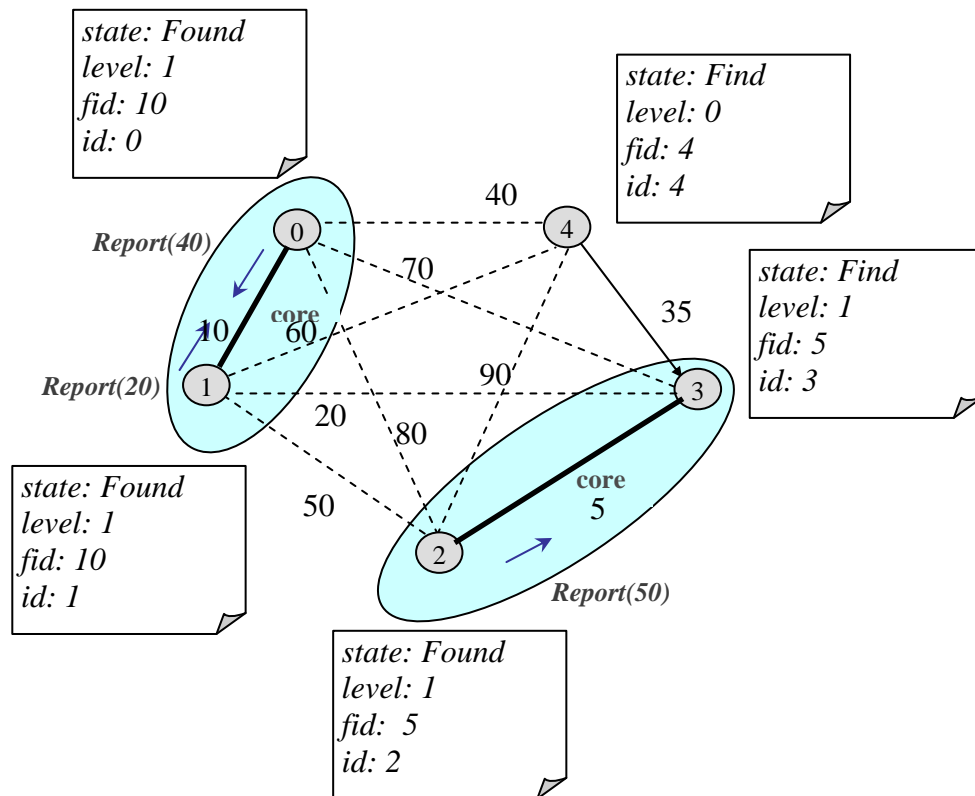 state: Found
level: 1
fid: 10
id: 0
state: Find
level: 0
fid: 4
id: 4
40
0
4
Report(40)
70
state: Find
level: 1
fid: 5
id: 3
core
10
60
35
90
3
Report(20)
1
20
80
core
state: Found
level: 1
fid: 10
id: 1
50
5
2
Report(50)
state: Found
level: 1
fid: 5
id: 2